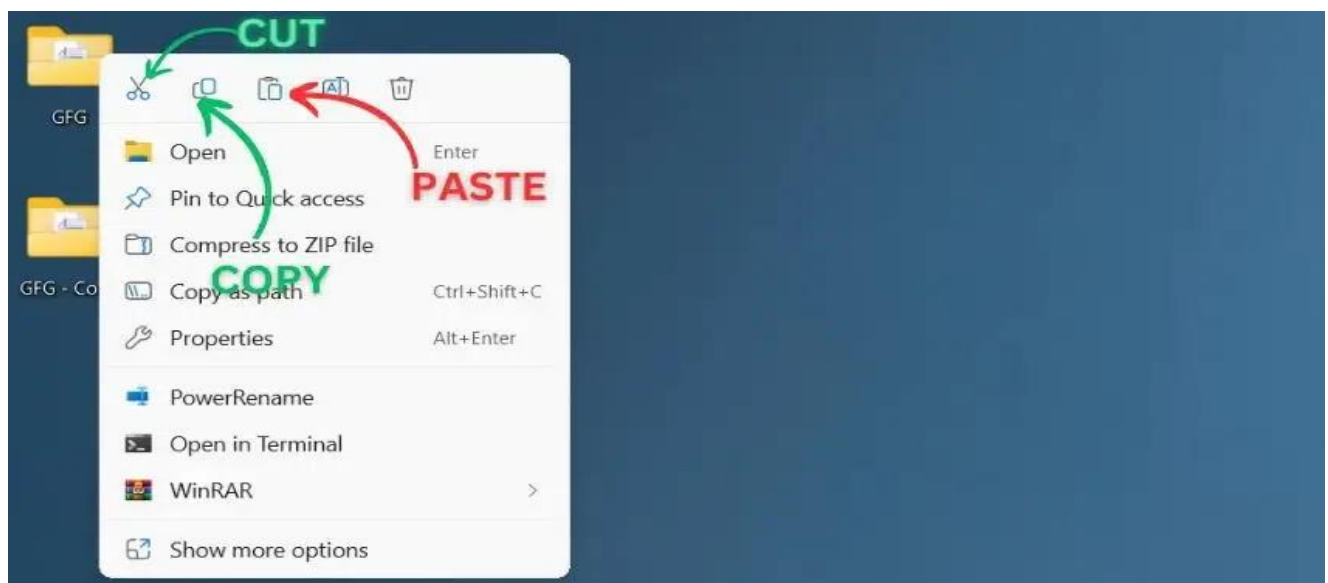 CUT
GFG
Open Enter
PASTE
Pin to Quick access
Compress to ZIP file
COPY
GFG - Co
Copy as path Ctrl+Shift+C
Properties Alt+Enter
PowerRename
Open in Terminal
WinRAR
Show more options